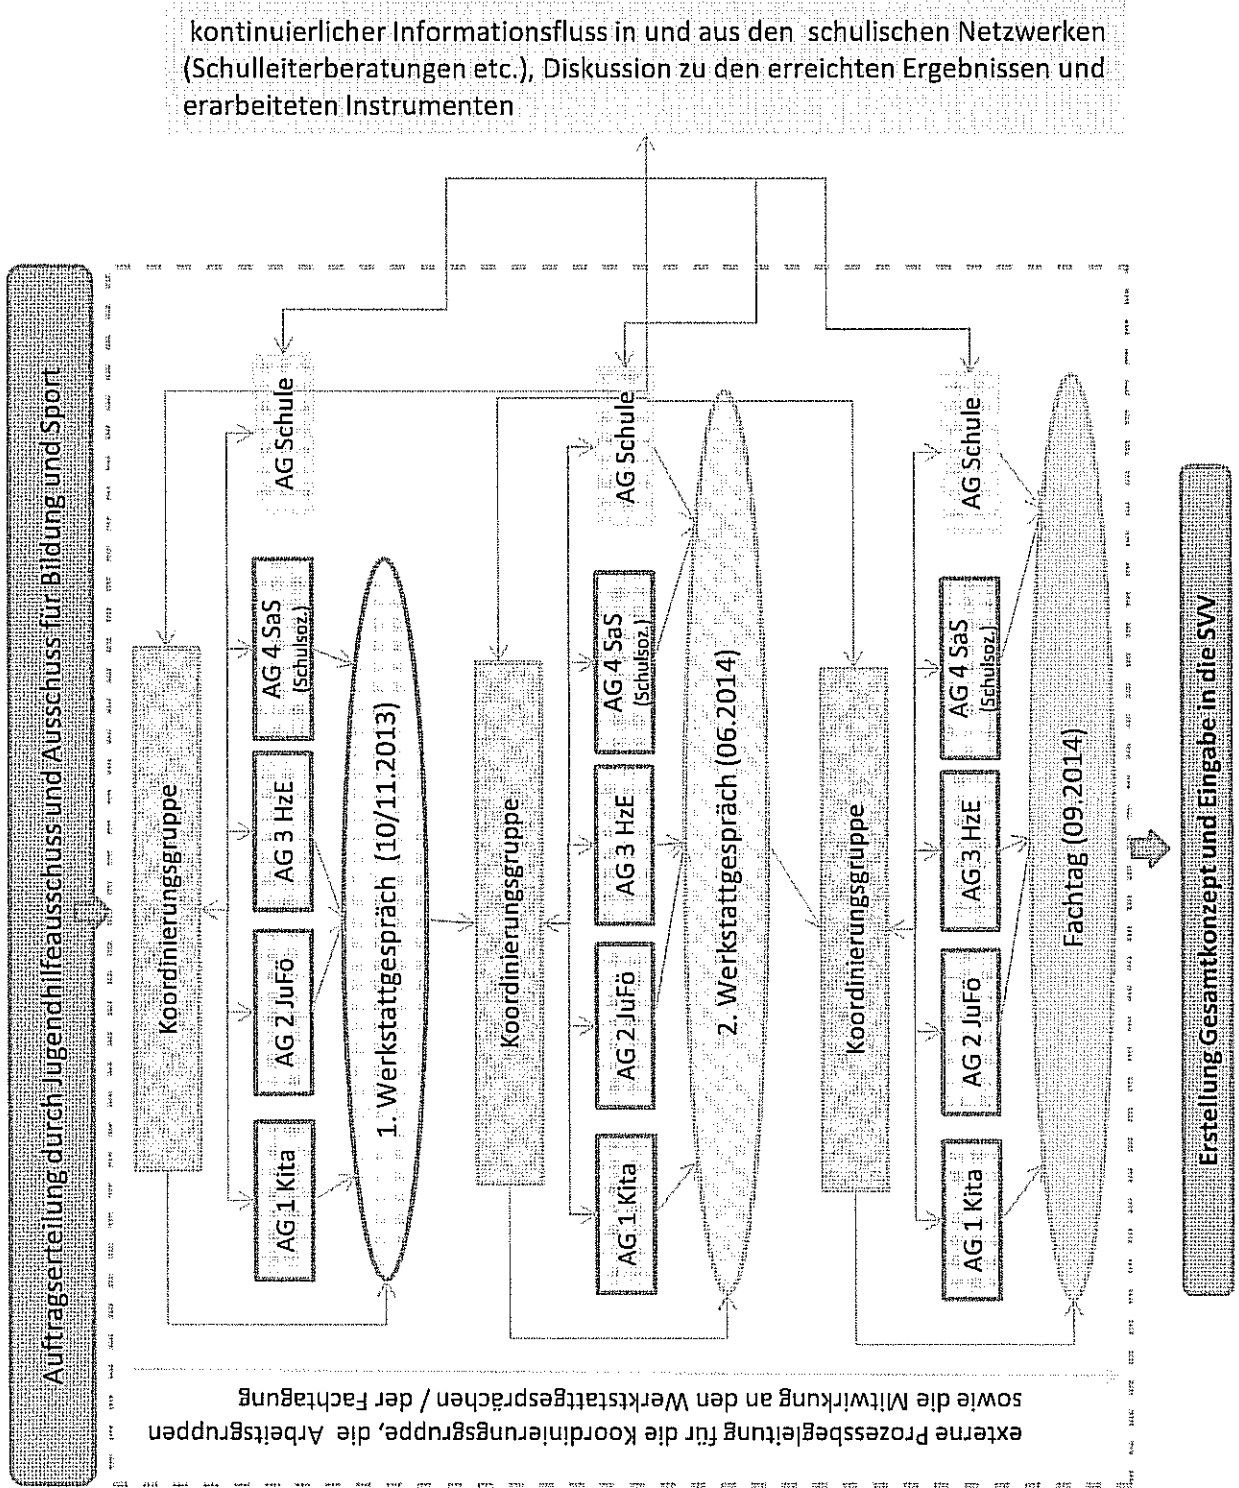 kontinuierlicher Informationsfluss in und aus den schulischen Netzwerken
(Schulleiterberatungen etc.), Diskussion zu den erreichten Ergebnissen und
erarbeiteten Instrumenten
Auftragserteilung durch Jugendhilfeausschuss und Ausschuss für Bildung und Sport
Koordinierungsgruppe
AG 1 Kita
AG 2 JuFö
AG 3 HzE
AG 4 SaS
(Schulsoz.)
AG Schule
1. Werkstattgespräch (10/11.2013)
Koordinierungsgruppe
AG 1 Kita
AG 2 JuFö
AG 3 HzE
AG 4 SaS
(Schulsoz.)
AG Schule
2. Werkstattgespräch (06.2014)
Koordinierungsgruppe
AG 1 Kita
AG 2 JuFö
AG 3 HzE
AG 4 SaS
(Schulsoz.)
AG Schule
Fachtag (09.2014)
externe Prozessbegleitung für die Koordinierungsgruppe, die Arbeitsgruppen
sowie die Mitwirkung an den Werktstattgesprächen / der Fachtagung
Erstellung Gesamtkonzept und Eingabe in die SVV